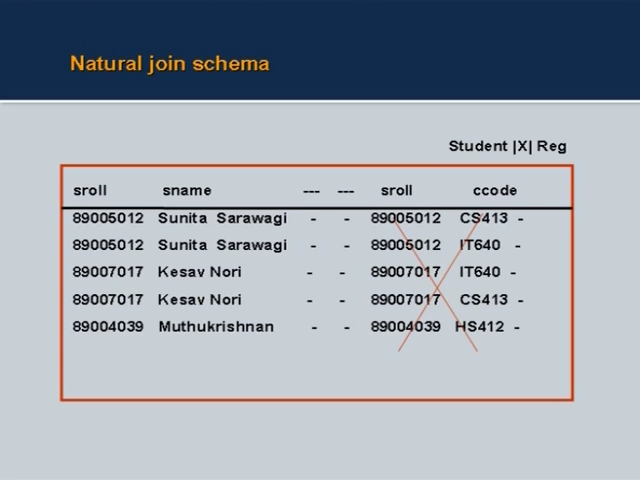 Natural join schema
Student |X| Reg
sroll sname --- --- sroll ccode
89005012 Sunita Sarawagi - - 89005012 CS413 -
89005012 Sunita Sarawagi - - 89005012 IT640 -
89007017 Kesav Nori - - 89007017 IT640 -
89007017 Kesav Nori - - 89007017 CS413 -
89004039 Muthukrishnan - - 89004039 HS412 -